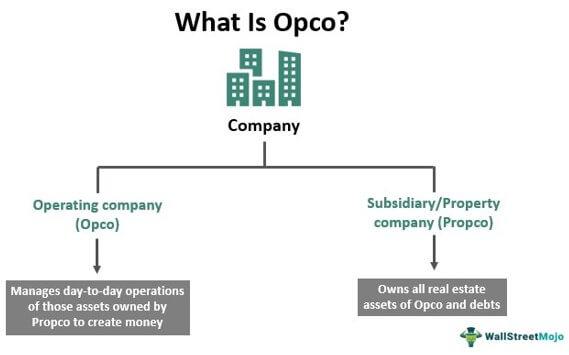 What Is Opco?
Company
Operating company
(Opco)
Subsidiary/Property
company (Propco)
Manages day-to-day operations
of those assets owned by
Propco to create money
Owns all real estate
assets of Opco and debts
WallStreetMojo